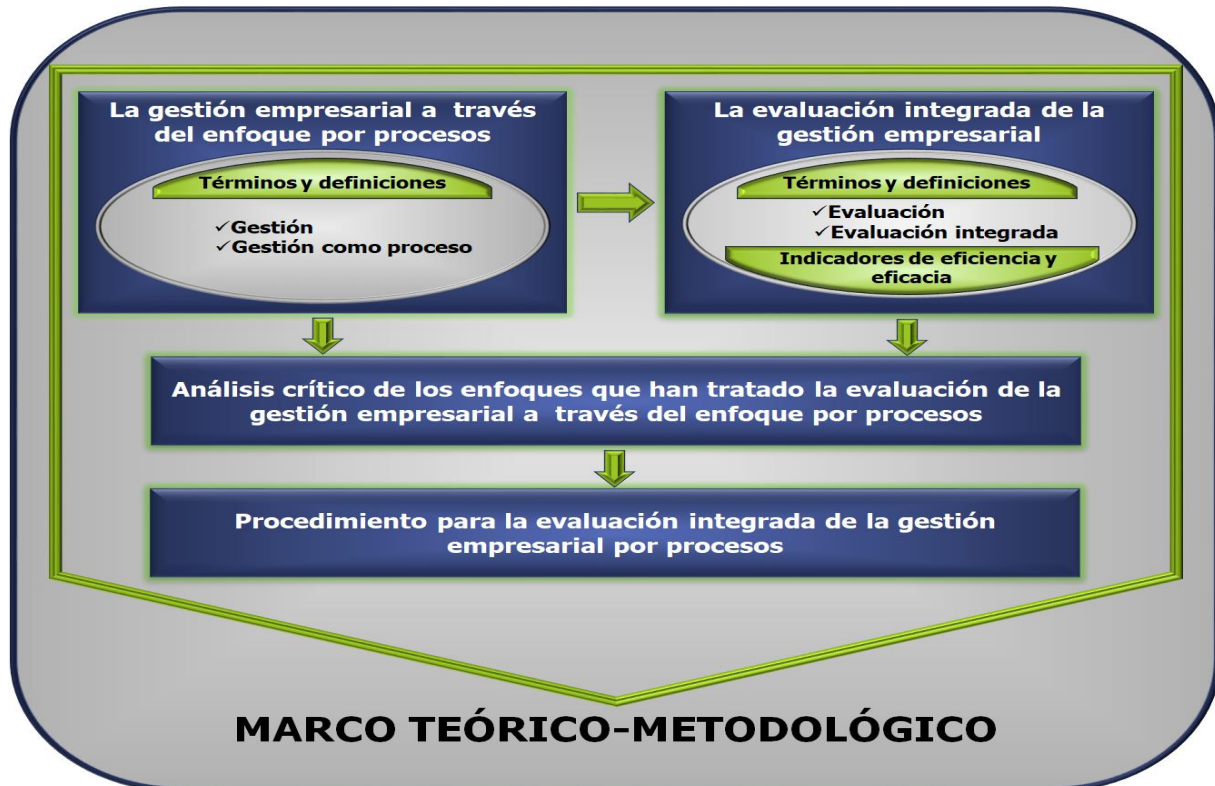 La gestión empresarial a través
del enfoque por procesos
Términos y definiciones
✓Gestión
✓Gestión como proceso
La evaluación integrada de la
gestión empresarial
Términos y definiciones
✓Evaluación
✓Evaluación integrada
Indicadores de eficiencia y
eficacia
Análisis crítico de los enfoques que han tratado la evaluación de la
gestión empresarial a través del enfoque por procesos
Procedimiento para la evaluación integrada de la gestión
empresarial por procesos
MARCO TEÓRICO-METODOLÓGICO